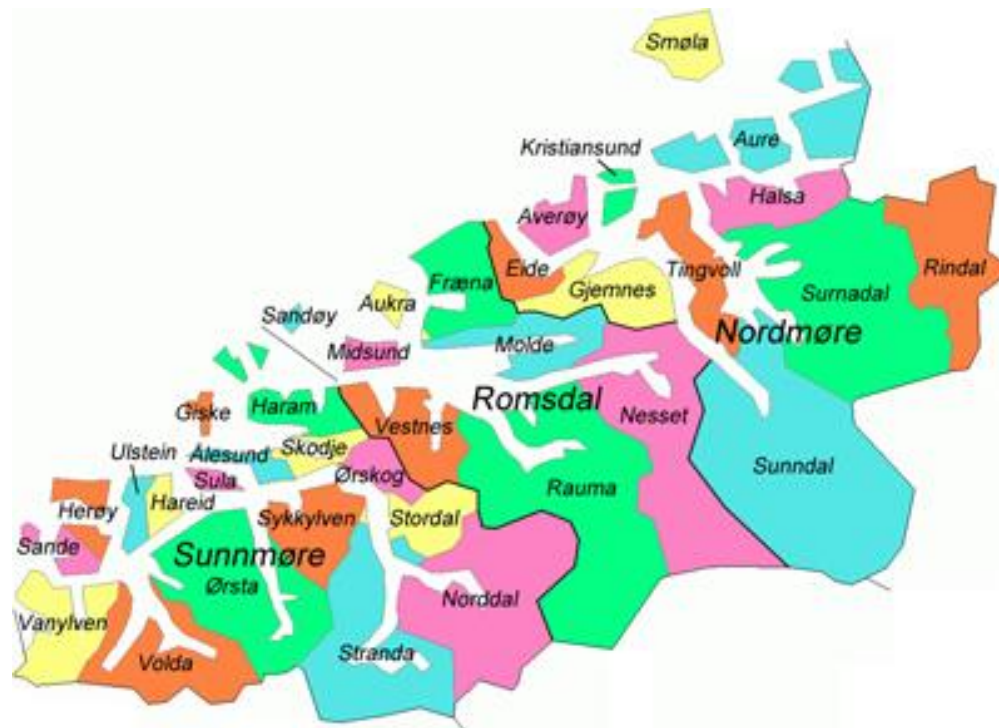 Smøla
Aure
Kristiansund
Halsa
Averøy
Eide
Tingvoll
Rindal
Fræna
Gjemnes
Surnadal
Aukra
Sandøy
Nordmøre
Midsund
Molde
Romsdal
Haram
Giske
Vestnes
Nesset
Skodje
Ulstein
Ålesund
Sunndal
Ørskog
Sula
Rauma
Hareid
Herøy
Sykkylven
Stordal
Sande
Sunnmøre
Ørsta
Norddal
Vanylven
Volda
Stranda